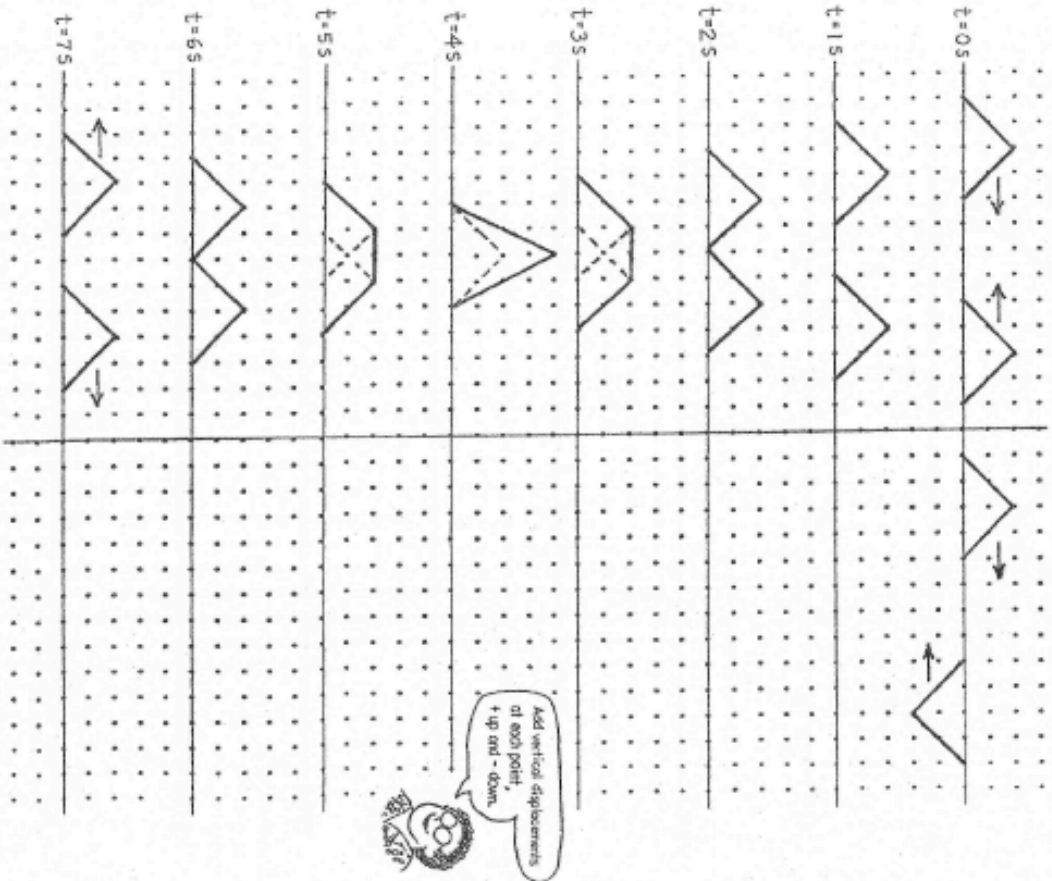 t=0s
t=1s
t=2s
t=3s
t=4s
t=5s
t=6s
t=7s
Add vertical displacements
at each point,
+ up and - down.